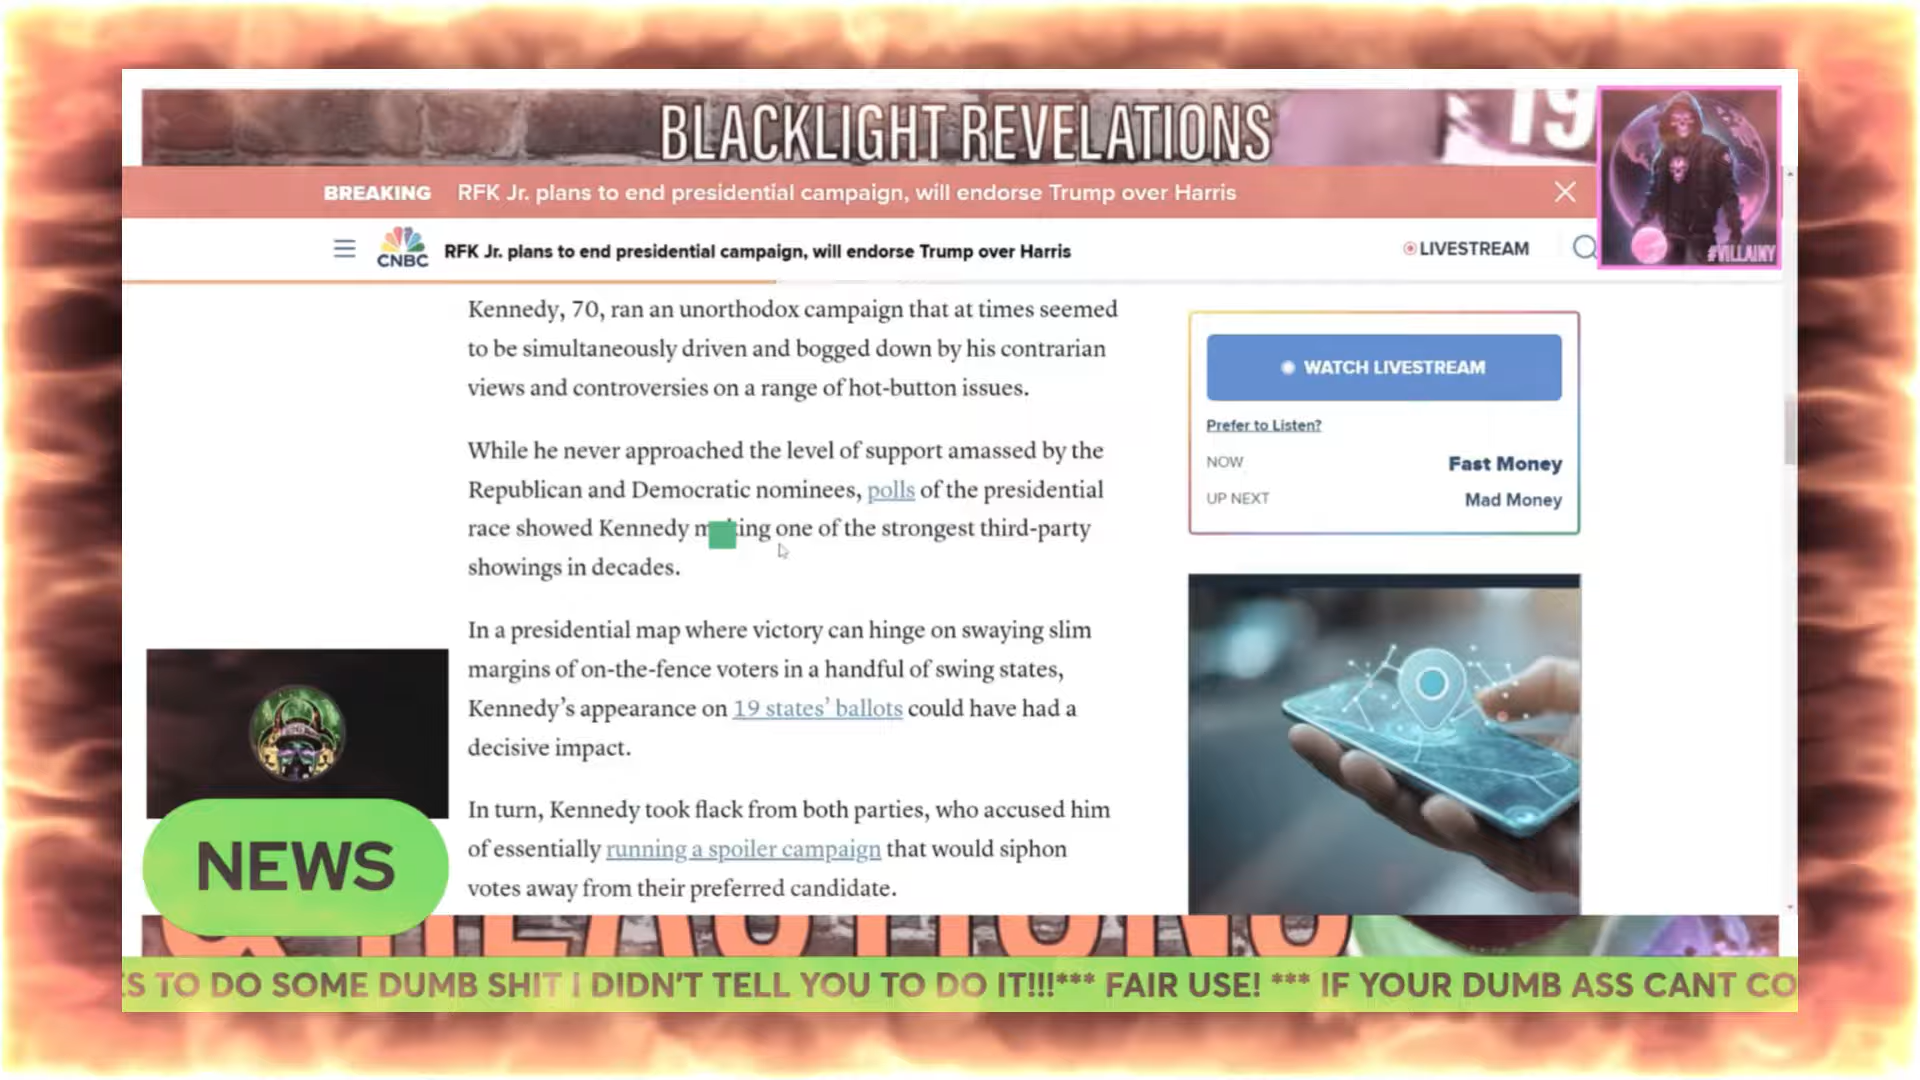 BLACKLIGHT REVELATIONS
19
#VILLAINY
BREAKING RFK Jr. plans to end presidential campaign, will endorse Trump over Harris
CNBC RFK Jr. plans to end presidential campaign, will endorse Trump over Harris LIVESTREAM
Kennedy, 70, ran an unorthodox campaign that at times seemed
to be simultaneously driven and bogged down by his contrarian
views and controversies on a range of hot-button issues.
While he never approached the level of support amassed by the
Republican and Democratic nominees, polls of the presidential
race showed Kennedy making one of the strongest third-party
showings in decades.
In a presidential map where victory can hinge on swaying slim
margins of on-the-fence voters in a handful of swing states,
Kennedy's appearance on 19 states' ballots could have had a
decisive impact.
In turn, Kennedy took flack from both parties, who accused him
of essentially running a spoiler campaign that would siphon
votes away from their preferred candidate.
WATCH LIVESTREAM
Prefer to Listen?
NOW Fast Money
UP NEXT Mad Money
NEWS
& REACTIONS
ES TO DO SOME DUMB SHIT I DIDN'T TELL YOU TO DO IT!!!*** FAIR USE! *** IF YOUR DUMB ASS CANT CO